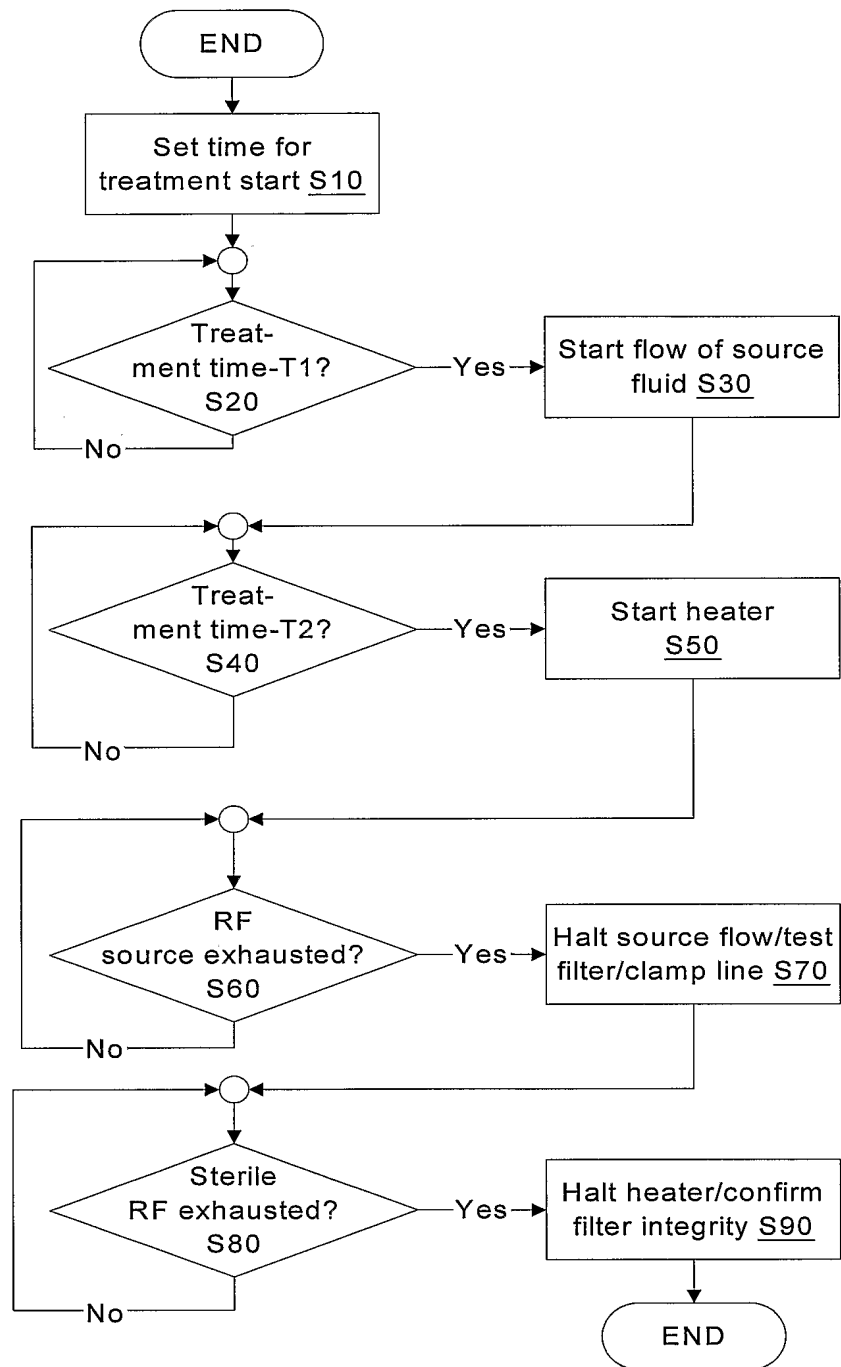 END
Set time for
treatment start S10
Treat-
ment time-T1?
S20
Yes
Start flow of source
fluid S30
No
Treat-
ment time-T2?
S40
Yes
Start heater
S50
No
RF
source exhausted?
S60
Yes
Halt source flow/test
filter/clamp line S70
No
Sterile
RF exhausted?
S80
Yes
Halt heater/confirm
filter integrity S90
No
END